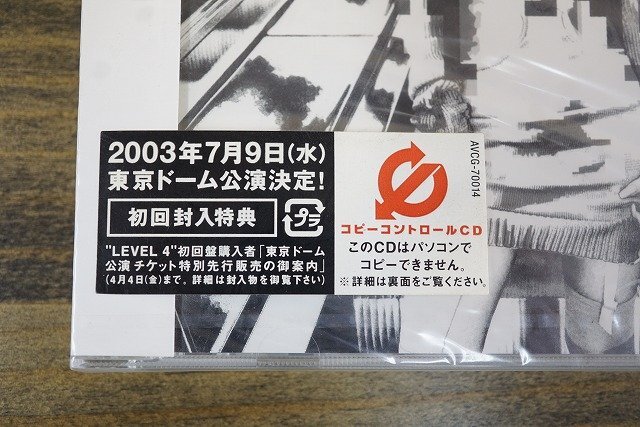 2003年7月9日(水)
東京ドーム公演決定!
初回封入特典
プラ
"LEVEL 4"初回盤購入者「東京ドーム
公演チケット特別先行販売の御案内」
(4月4日(金)まで。詳細は封入物を御覧下さい)
コピーコントロールCD
このCDはパソコンで
コピーできません。
※詳細は裏面をご覧ください。
AVCG-70014